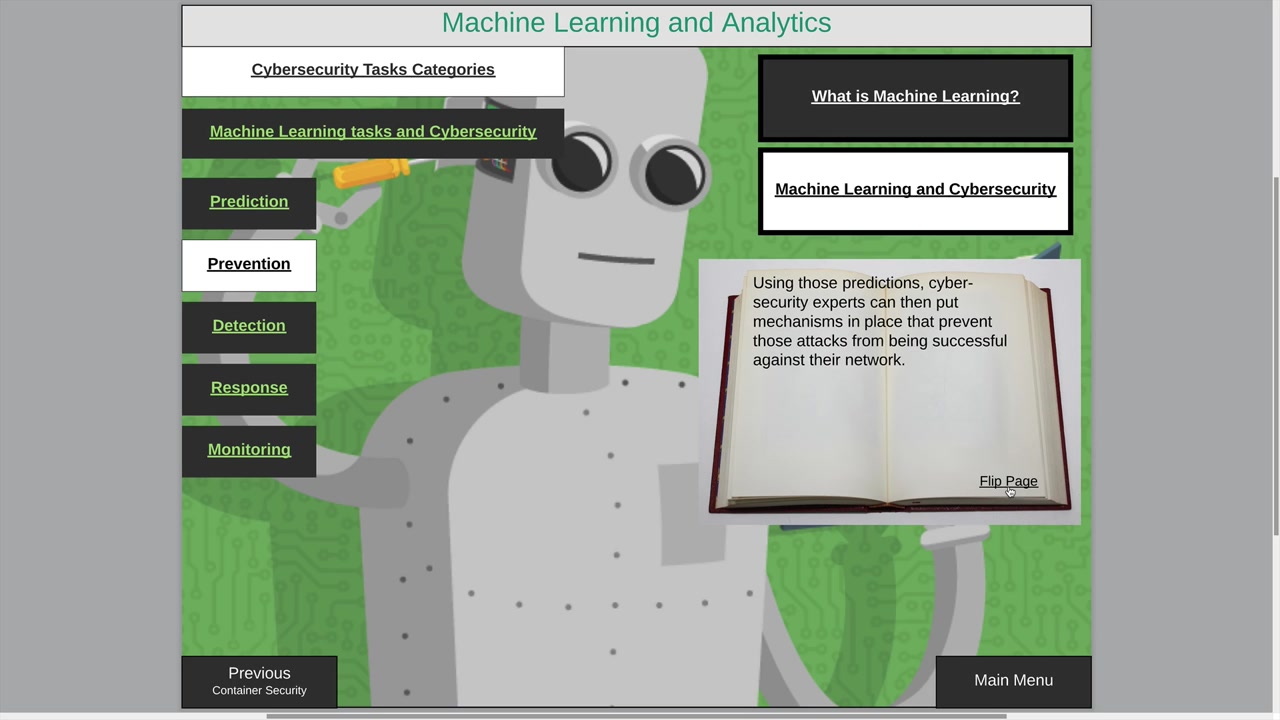 Machine Learning and Analytics
Cybersecurity Tasks Categories
Machine Learning tasks and Cybersecurity
Prediction
Prevention
Detection
Response
Monitoring
What is Machine Learning?
Machine Learning and Cybersecurity
Using those predictions, cyber-
security experts can then put
mechanisms in place that prevent
those attacks from being successful
against their network.
Flip Page
Previous
Container Security
Main Menu